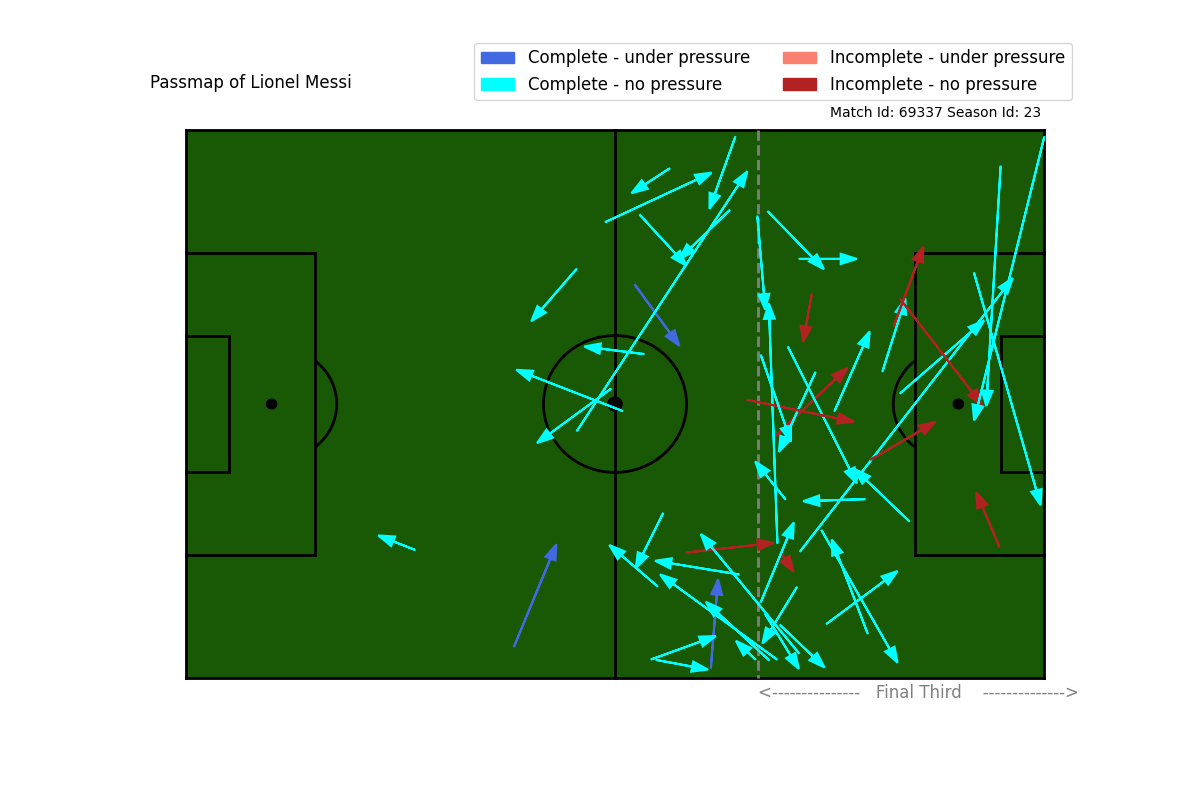 Complete - under pressure
Incomplete - under pressure
Passmap of Lionel Messi
Complete - no pressure
Incomplete - no pressure
Match Id: 69337 Season Id: 23
<--------------- Final Third -------------->